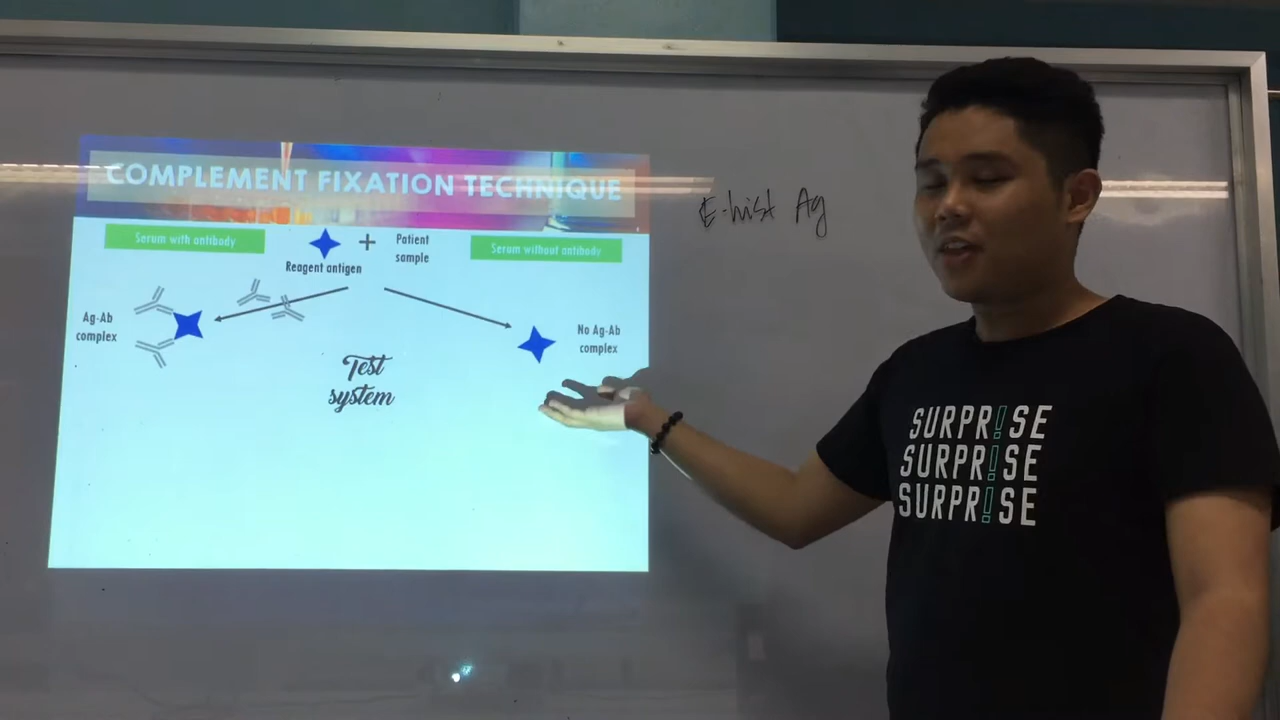 COMPLEMENT FIXATION TECHNIQUE
Serum with antibody
Reagent antigen
+
Patient
sample
Serum without antibody
Ag-Ab
complex
No Ag-Ab
complex
Test
system
E-hist Ag
SURPR!SE
SURPR!SE
SURPR!SE